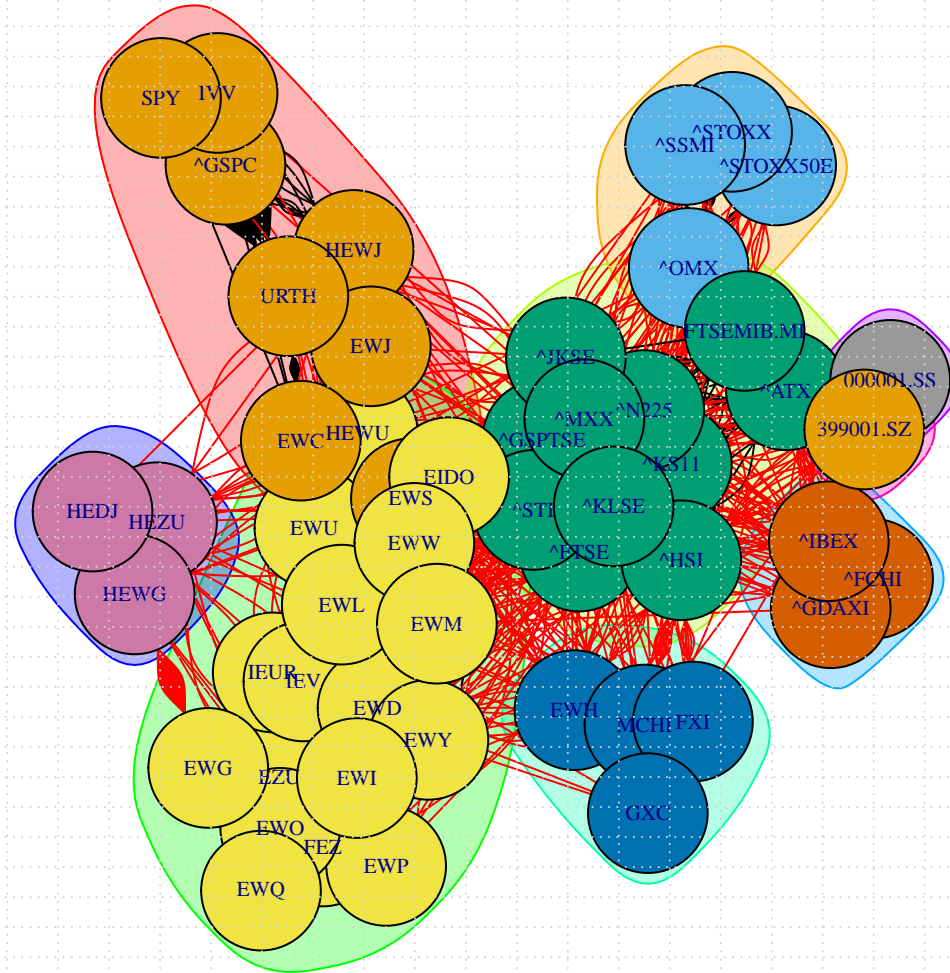 IVV
SPY
^STOXX
^SSMI
^GSPC
^STOXX50E
HEWJ
^OMX
URTH
FTSEMIB.MI
EWJ
^JKSE
000001.SS
^ATX
^N225
^MXX
399001.SZ
HEWU
EWC
^GSPTSE
^KS11
EIDO
EWS
^KLSE
^STI
HEDJ
HEZU
EWU
EWW
^IBEX
^FTSE
^HSI
^FCHI
HEWG
EWL
^GDAXI
EWM
IEUR
IEV
EWD
EWH
FXI
MCHI
EWY
EWG
EZU
EWI
GXC
EWO
FEZ
EWP
EWQ